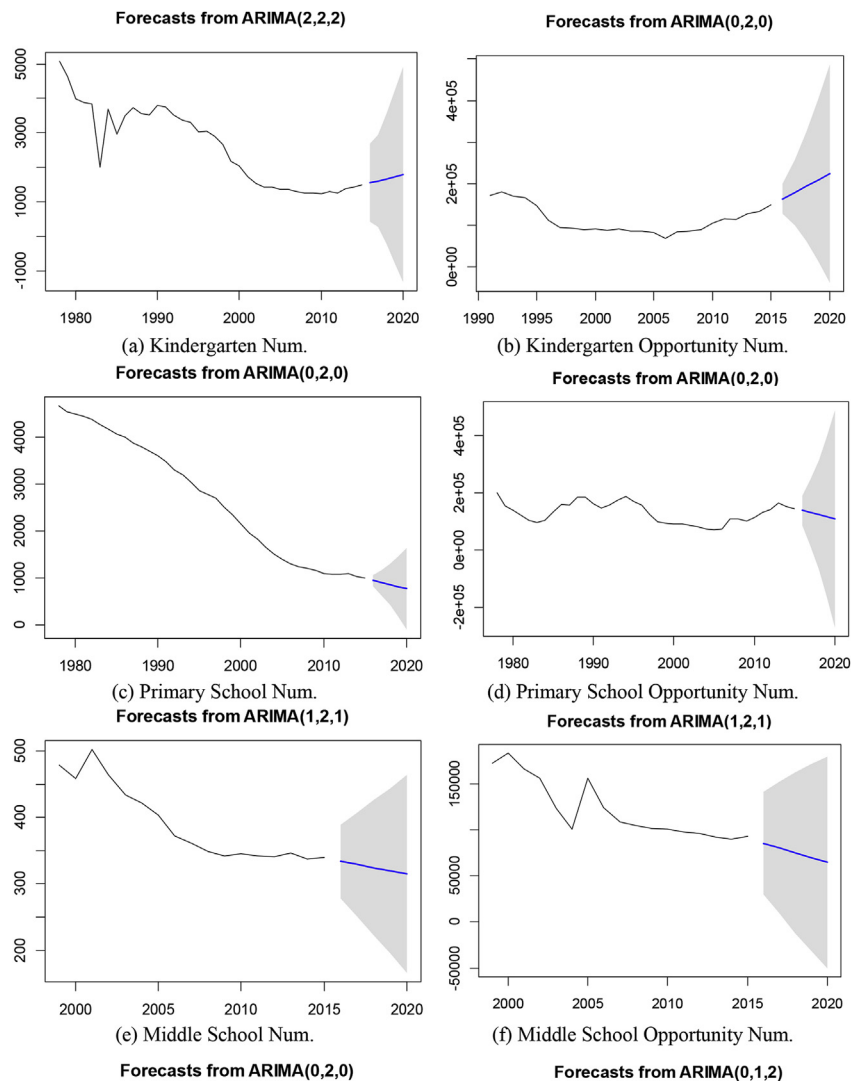 Forecasts from ARIMA(2,2,2)
Forecasts from ARIMA(0,2,0)
5000
3000
1000
-1000
1980
1990
2000
2010
2020
4e+05
2e+05
0e+00
1990
1995
2000
2005
2010
2015
2020
(a) Kindergarten Num.
(b) Kindergarten Opportunity Num.
Forecasts from ARIMA(0,2,0)
Forecasts from ARIMA(0,2,0)
4000
3000
2000
1000
0
1980
1990
2000
2010
2020
4e+05
2e+05
0e+00
-2e+05
1980
1990
2000
2010
2020
(c) Primary School Num.
(d) Primary School Opportunity Num.
Forecasts from ARIMA(1,2,1)
Forecasts from ARIMA(1,2,1)
500
400
300
200
2000
2005
2010
2015
2020
150000
50000
0
-50000
2000
2005
2010
2015
2020
(e) Middle School Num.
(f) Middle School Opportunity Num.
Forecasts from ARIMA(0,2,0)
Forecasts from ARIMA(0,1,2)